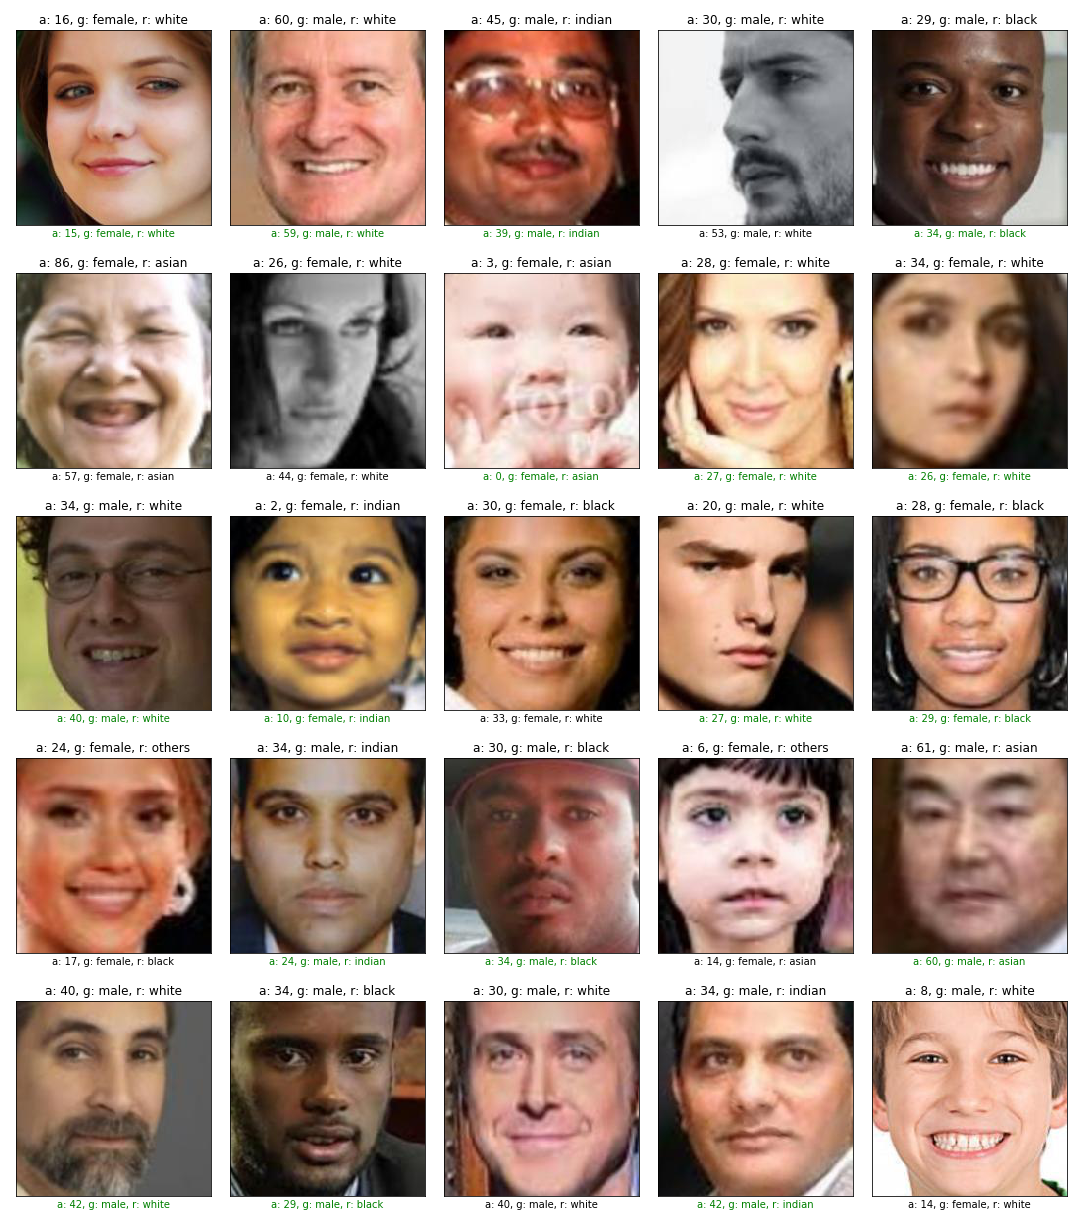 a: 16, g: female, r: white
a: 60, g: male, r: white
a: 45, g: male, r: indian
a: 30, g: male, r: white
a: 29, g: male, r: black
a: 15, g: female, r: white
a: 59, g: male, r: white
a: 39, g: male, r: indian
a: 53, g: male, r: white
a: 34, g: male, r: black
a: 86, g: female, r: asian
a: 26, g: female, r: white
a: 3, g: female, r: asian
a: 28, g: female, r: white
a: 34, g: female, r: white
a: 57, g: female, r: asian
a: 44, g: female, r: white
a: 0, g: female, r: asian
a: 27, g: female, r: white
a: 26, g: female, r: white
a: 34, g: male, r: white
a: 2, g: female, r: indian
a: 30, g: female, r: black
a: 20, g: male, r: white
a: 28, g: female, r: black
a: 40, g: male, r: white
a: 10, g: female, r: indian
a: 33, g: female, r: white
a: 27, g: male, r: white
a: 29, g: female, r: black
a: 24, g: female, r: others
a: 34, g: male, r: indian
a: 30, g: male, r: black
a: 6, g: female, r: others
a: 61, g: male, r: asian
a: 17, g: female, r: black
a: 24, g: male, r: indian
a: 34, g: male, r: black
a: 14, g: female, r: asian
a: 60, g: male, r: asian
a: 40, g: male, r: white
a: 34, g: male, r: black
a: 30, g: male, r: white
a: 34, g: male, r: indian
a: 8, g: male, r: white
a: 42, g: male, r: white
a: 29, g: male, r: black
a: 40, g: male, r: white
a: 42, g: male, r: indian
a: 14, g: female, r: white